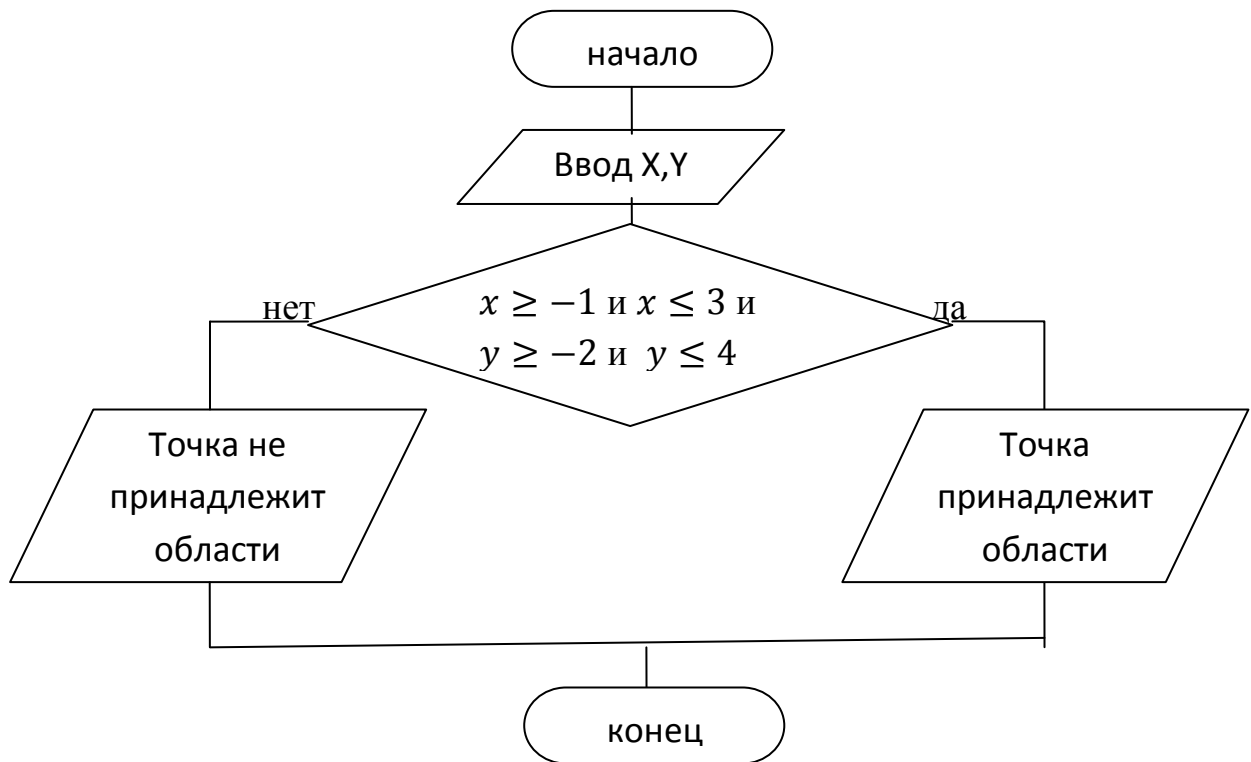 начало
Ввод X,Y
нет
x ≥ −1 и x ≤ 3 и
y ≥ −2 и y ≤ 4
да
Точка не
принадлежит
области
Точка
принадлежит
области
конец